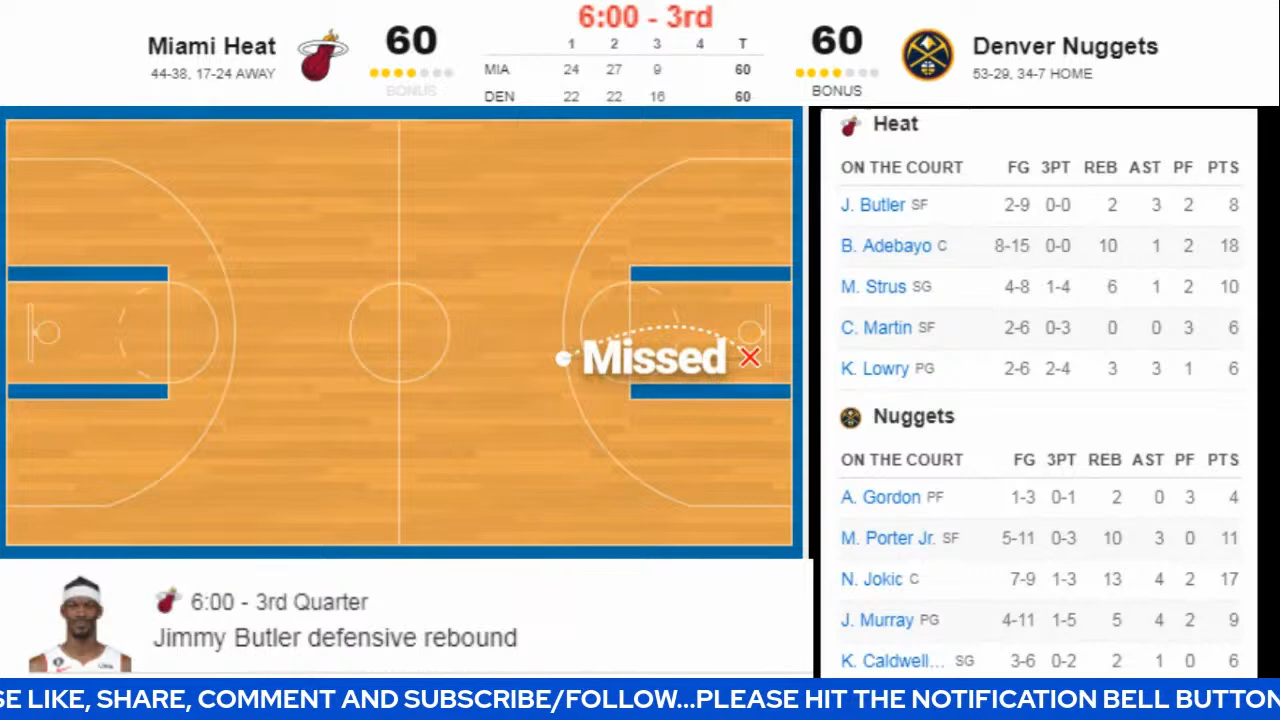 6:00 - 3rd
Miami Heat
44-38, 17-24 AWAY
60
BONUS
1 2 3 4 T
MIA 24 27 9 60
DEN 22 22 16 60
60
BONUS
Denver Nuggets
53-29, 34-7 HOME
Missed
6:00 - 3rd Quarter
Jimmy Butler defensive rebound
Heat
ON THE COURT FG 3PT REB AST PF PTS
J. Butler SF 2-9 0-0 2 3 2 8
B. Adebayo C 8-15 0-0 10 1 2 18
M. Strus SG 4-8 1-4 6 1 2 10
C. Martin SF 2-6 0-3 0 0 3 6
K. Lowry PG 2-6 2-4 3 3 1 6
Nuggets
ON THE COURT FG 3PT REB AST PF PTS
A. Gordon PF 1-3 0-1 2 0 3 4
M. Porter Jr. SF 5-11 0-3 10 3 0 11
N. Jokic C 7-9 1-3 13 4 2 17
J. Murray PG 4-11 1-5 5 4 2 9
K. Caldwell... SG 3-6 0-2 2 1 0 6
SE LIKE, SHARE, COMMENT AND SUBSCRIBE/FOLLOW...PLEASE HIT THE NOTIFICATION BELL BUTTON